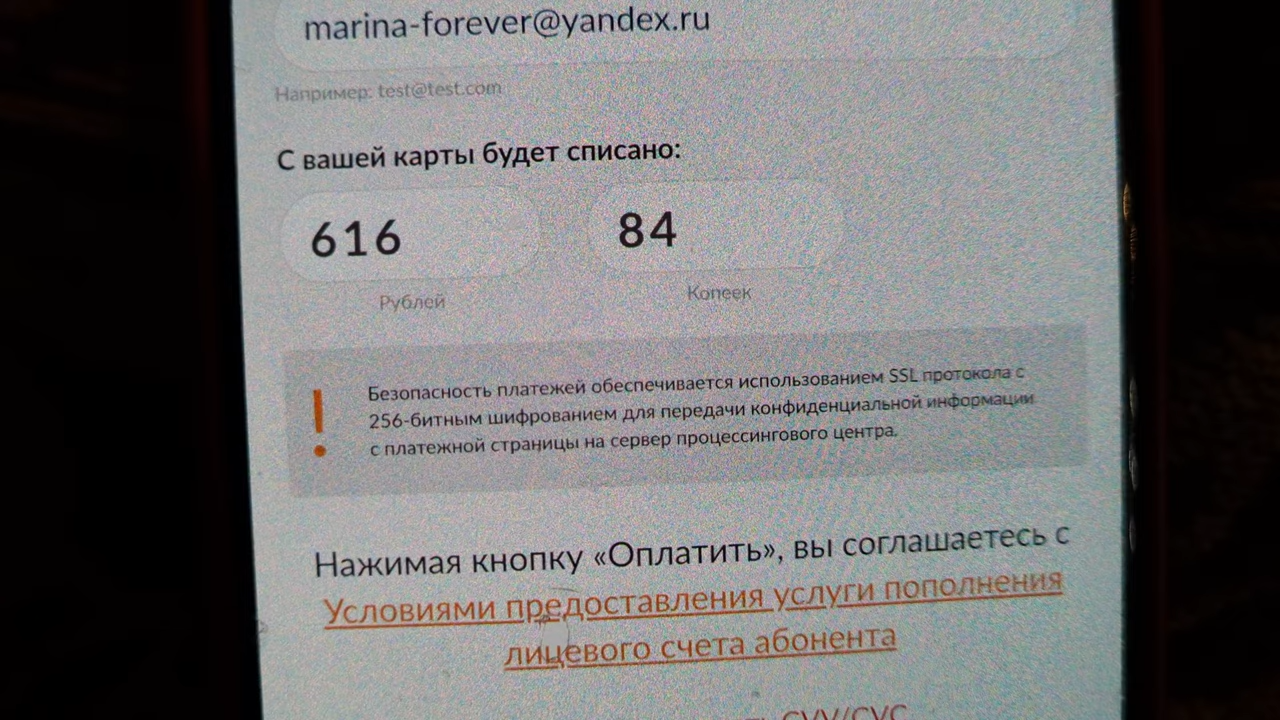 marina-forever@yandex.ru
Например: test@test.com
С вашей карты будет списано:
616 84
Рублей Копеек
! Безопасность платежей обеспечивается использованием SSL протокола с
256-битным шифрованием для передачи конфиденциальной информации
с платежной страницы на сервер процессингового центра.
Нажимая кнопку «Оплатить», вы соглашаетесь с
Условиями предоставления услуги пополнения
лицевого счета абонента
CVV/CVC